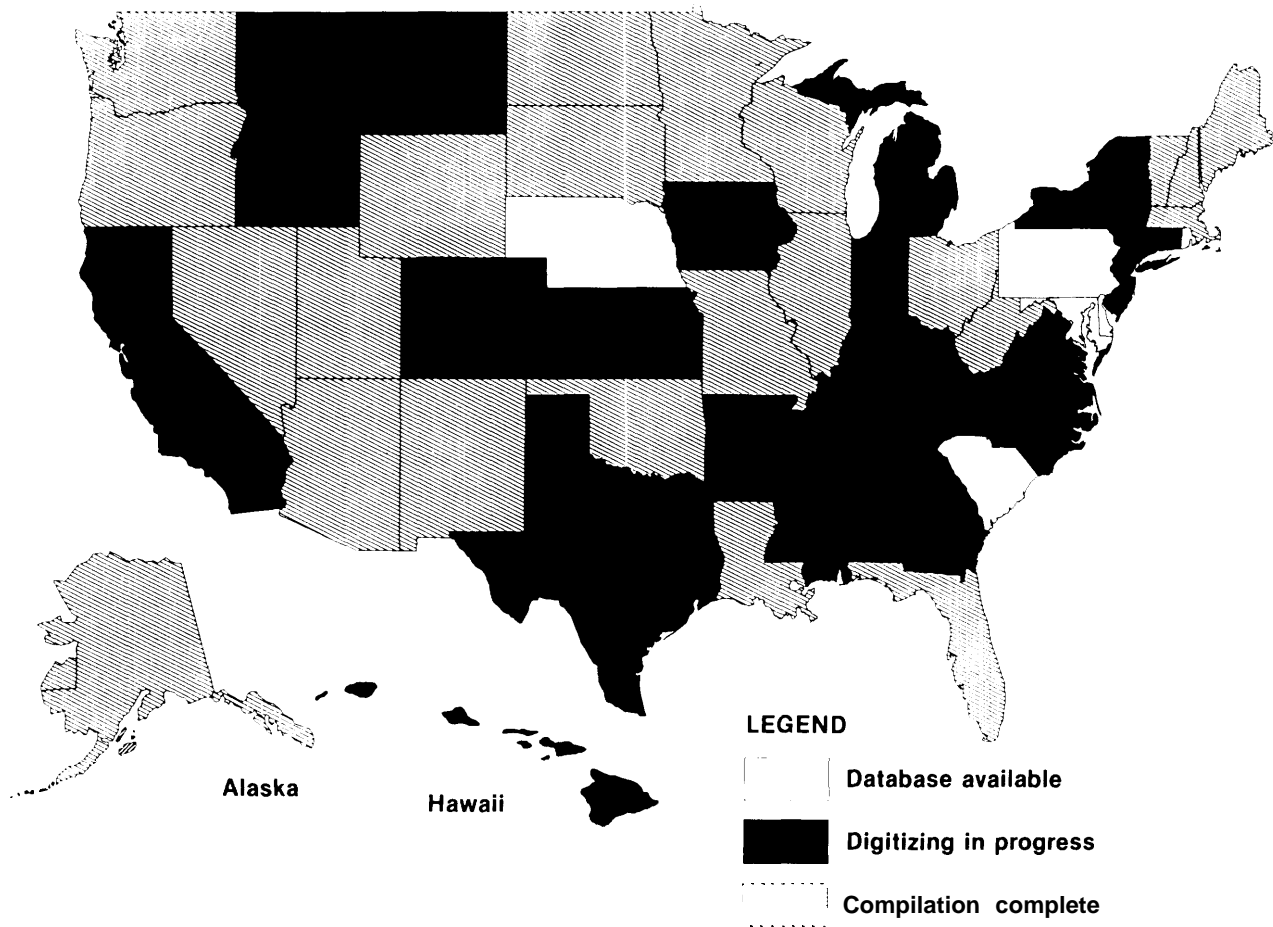 Alaska
Hawaii
LEGEND
Database available
Digitizing in progress
Compilation complete